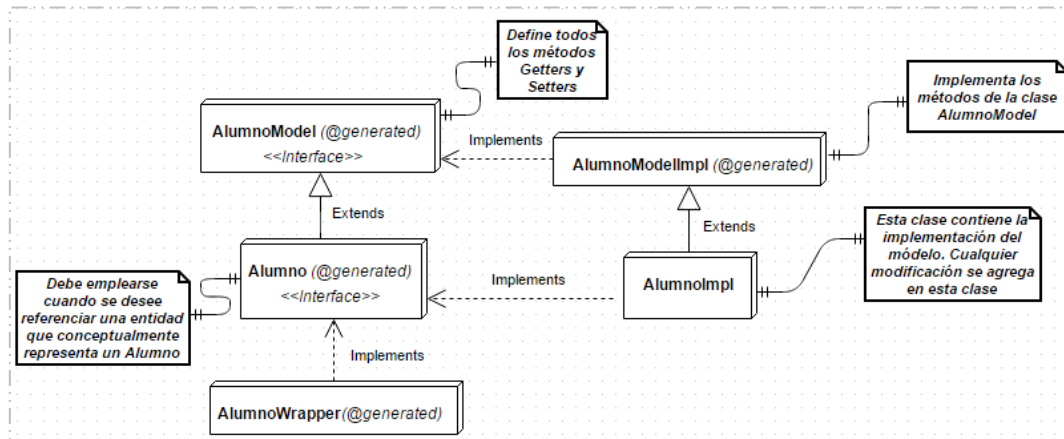 Define todos
los métodos
Getters y
Setters
Implementa los
métodos de la clase
AlumnoModel
AlumnoModel (@generated)
<<Interface>>
Implements
AlumnoModelImpl (@generated)
Extends
Extends
Esta clase contiene la
implementación del
módelo. Cualquier
modificación se agrega
en esta clase
Debe emplearse
cuando se desee
referenciar una entidad
que conceptualmente
representa un Alumno
Alumno (@generated)
<<Interface>>
Implements
AlumnoImpl
Implements
AlumnoWrapper(@generated)